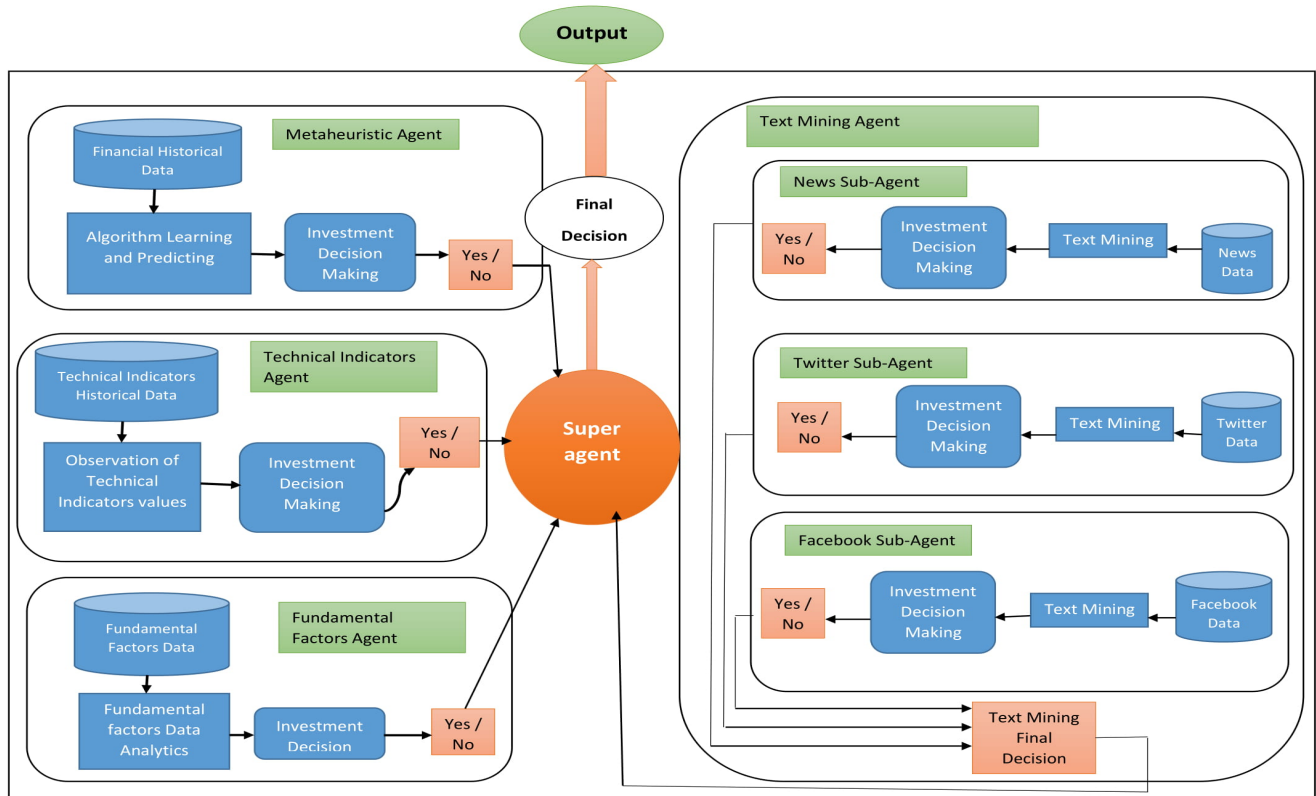 Output
Metaheuristic Agent
Financial Historical
Data
Algorithm Learning
and Predicting
Investment
Decision
Making
Yes /
No
Final
Decision
Technical Indicators
Agent
Technical Indicators
Historical Data
Observation of
Technical
Indicators values
Investment
Decision
Making
Yes /
No
Super
agent
Fundamental
Factors Agent
Fundamental
Factors Data
Fundamental
factors Data
Analytics
Investment
Decision
Yes /
No
Text Mining Agent
News Sub-Agent
Yes /
No
Investment
Decision
Making
Text Mining
News
Data
Twitter Sub-Agent
Yes /
No
Investment
Decision
Making
Text Mining
Twitter
Data
Facebook Sub-Agent
Yes /
No
Investment
Decision
Making
Text Mining
Facebook
Data
Text Mining
Final
Decision